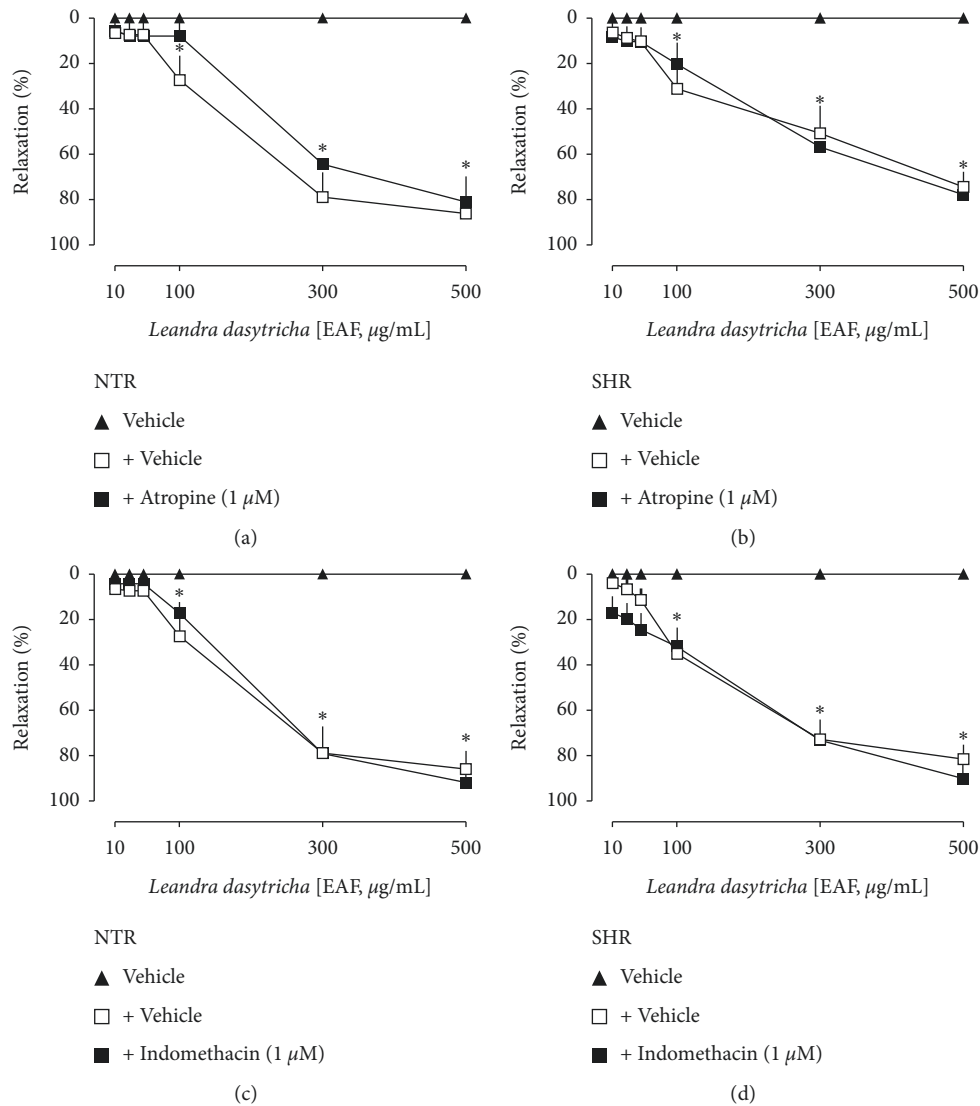 0
20
40
60
80
100
Relaxation (%)
*
*
*
10
100
300
500
Leandra dasytricha [EAF, µg/mL]
NTR
▲ Vehicle
□ + Vehicle
■ + Atropine (1 µM)
(a)
0
20
40
60
80
100
Relaxation (%)
*
*
*
10
100
300
500
Leandra dasytricha [EAF, µg/mL]
SHR
▲ Vehicle
□ + Vehicle
■ + Atropine (1 µM)
(b)
0
20
40
60
80
100
Relaxation (%)
*
*
*
10
100
300
500
Leandra dasytricha [EAF, µg/mL]
NTR
▲ Vehicle
□ + Vehicle
■ + Indomethacin (1 µM)
(c)
0
20
40
60
80
100
Relaxation (%)
*
*
*
10
100
300
500
Leandra dasytricha [EAF, µg/mL]
SHR
▲ Vehicle
□ + Vehicle
■ + Indomethacin (1 µM)
(d)